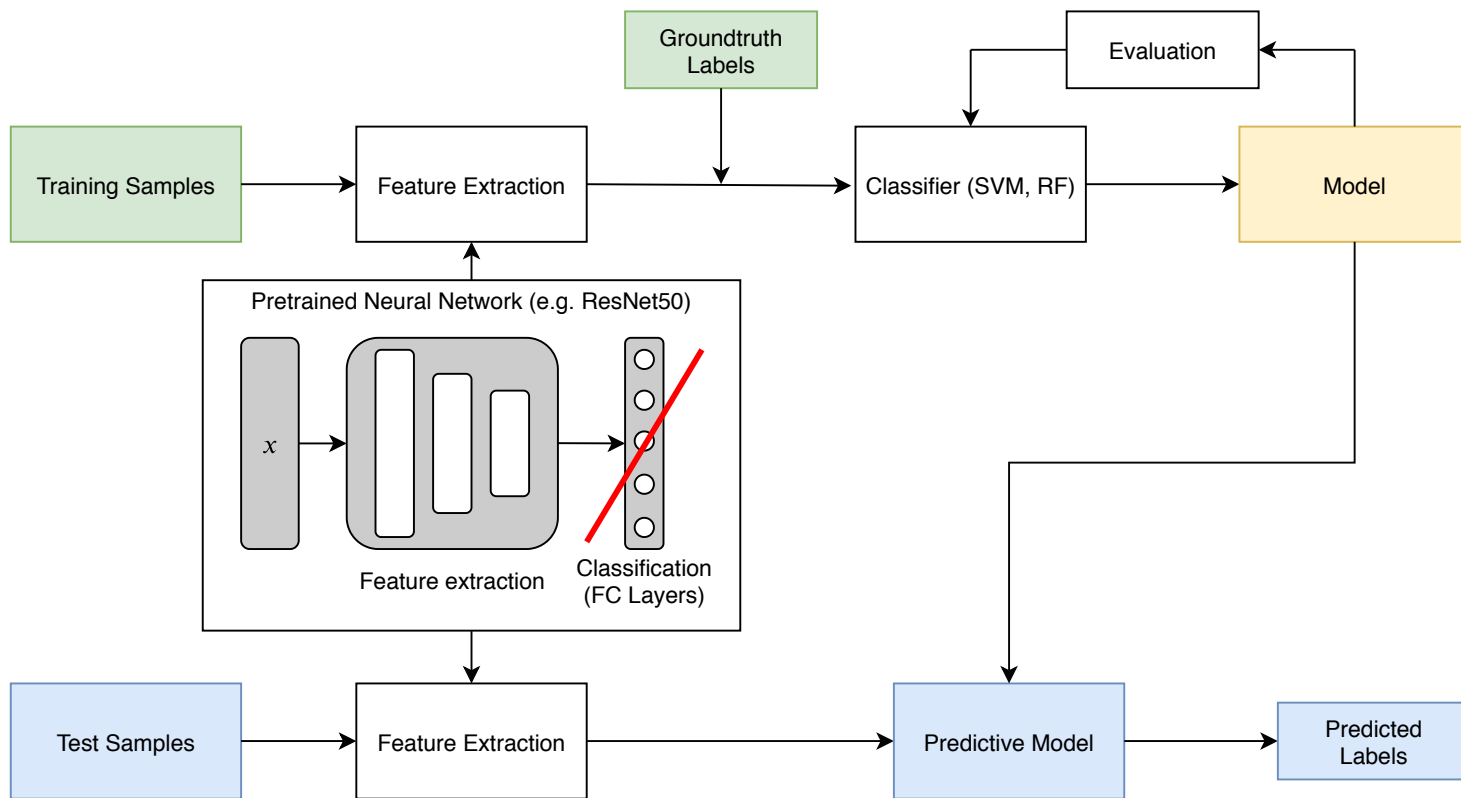 Groundtruth
Labels
Evaluation
Training Samples
Feature Extraction
Classifier (SVM, RF)
Model
Pretrained Neural Network (e.g. ResNet50)
x
Feature extraction
Classification
(FC Layers)
Test Samples
Feature Extraction
Predictive Model
Predicted
Labels